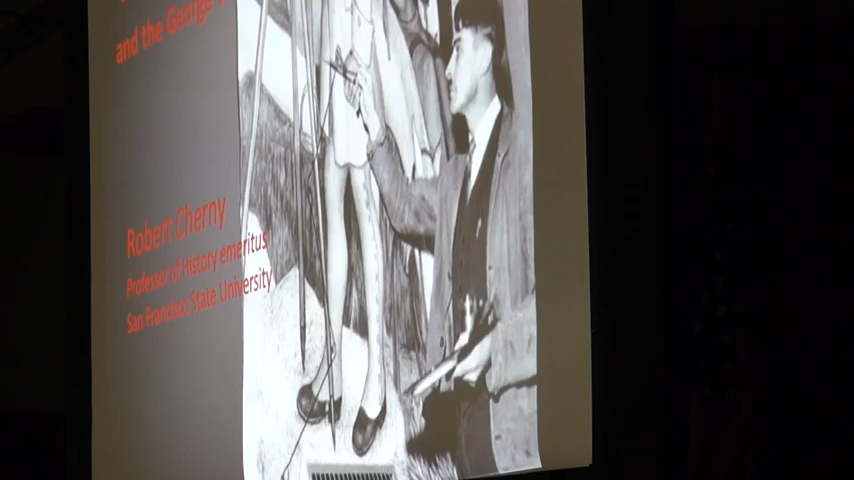 and the George
Robert Cherny
Professor of History emeritus
San Francisco State University